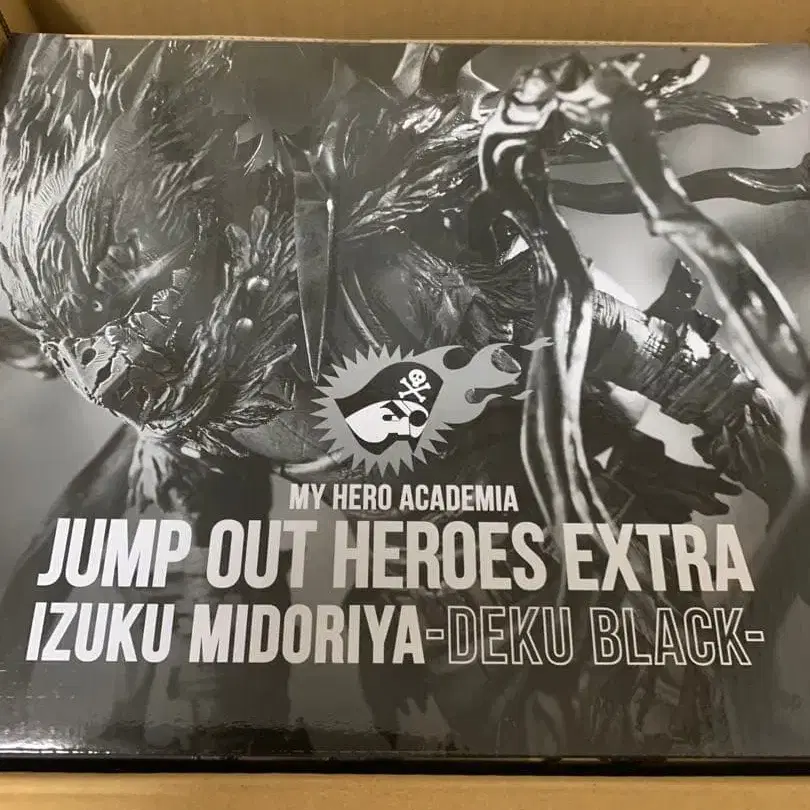 MY HERO ACADEMIA
JUMP OUT HEROES EXTRA
IZUKU MIDORIYA-DEKU BLACK-